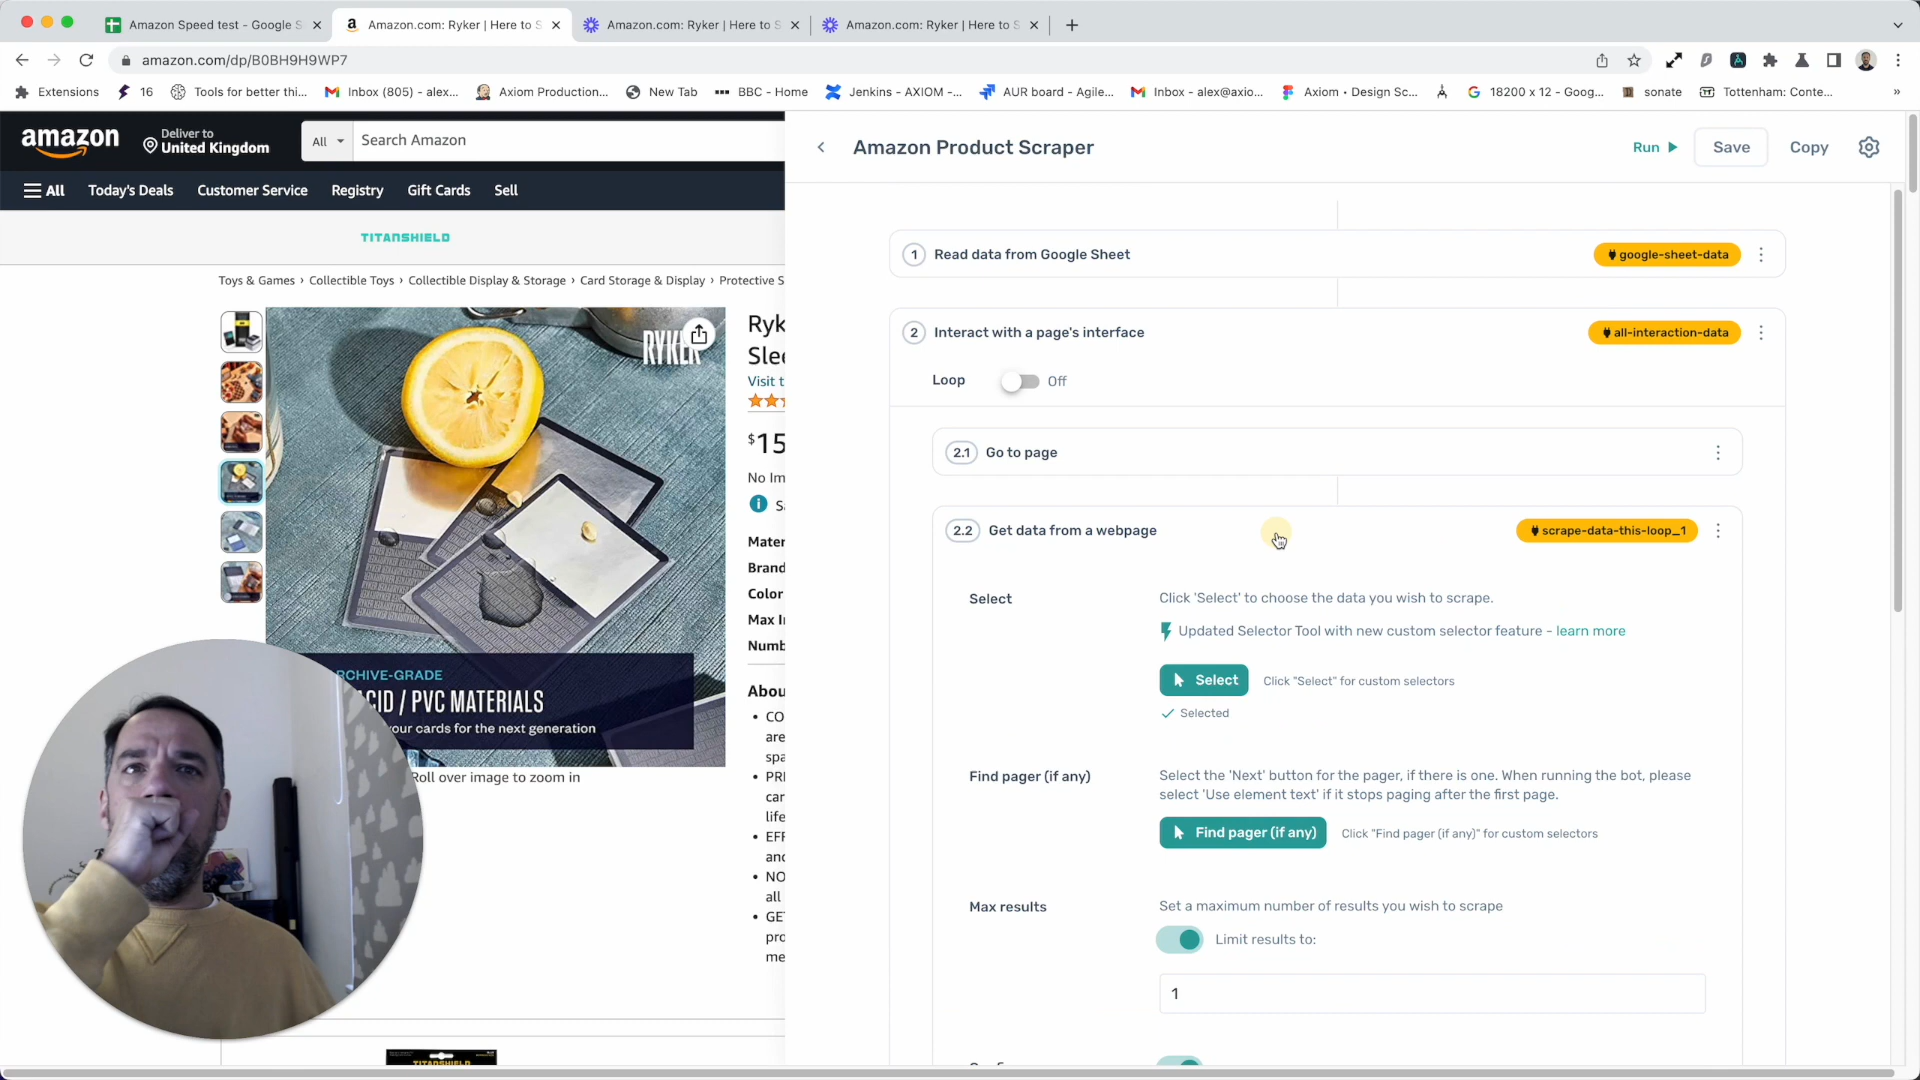 Amazon Speed test - Google S
Amazon.com: Ryker | Here to S
Amazon.com: Ryker | Here to S
Amazon.com: Ryker | Here to S
amazon.com/dp/B0BH9H9WP7
Extensions
16
Tools for better thi...
Inbox (805) - alex...
Axiom Production...
New Tab
BBC - Home
Jenkins - AXIOM -...
AUR board - Agile...
Inbox - alex@axio...
Axiom • Design Sc...
18200 x 12 - Goog...
sonate
Tottenham: Conte...
amazon
Deliver to
United Kingdom
All
Search Amazon
All
Today's Deals
Customer Service
Registry
Gift Cards
Sell
TITANSHIELD
Toys & Games › Collectible Toys › Collectible Display & Storage › Card Storage & Display › Protective S
RYKER
Ryk
Slee
Visit t
$15
No Im
Sa
Mater
Brand
Color
Max I
Numb
Abou
• CO
are
spa
• PRI
car
life
• EFF
and
• NO
all
• GE
pro
me
RCHIVE-GRADE
ACID / PVC MATERIALS
our cards for the next generation
Roll over image to zoom in
TITANSHIELD
Amazon Product Scraper
Run
Save
Copy
1 Read data from Google Sheet
google-sheet-data
2 Interact with a page's interface
all-interaction-data
Loop
Off
2.1 Go to page
2.2 Get data from a webpage
scrape-data-this-loop_1
Select
Click 'Select' to choose the data you wish to scrape.
Updated Selector Tool with new custom selector feature - learn more
Select
Click "Select" for custom selectors
Selected
Find pager (if any)
Select the 'Next' button for the pager, if there is one. When running the bot, please
select 'Use element text' if it stops paging after the first page.
Find pager (if any)
Click "Find pager (if any)" for custom selectors
Max results
Set a maximum number of results you wish to scrape
Limit results to:
1